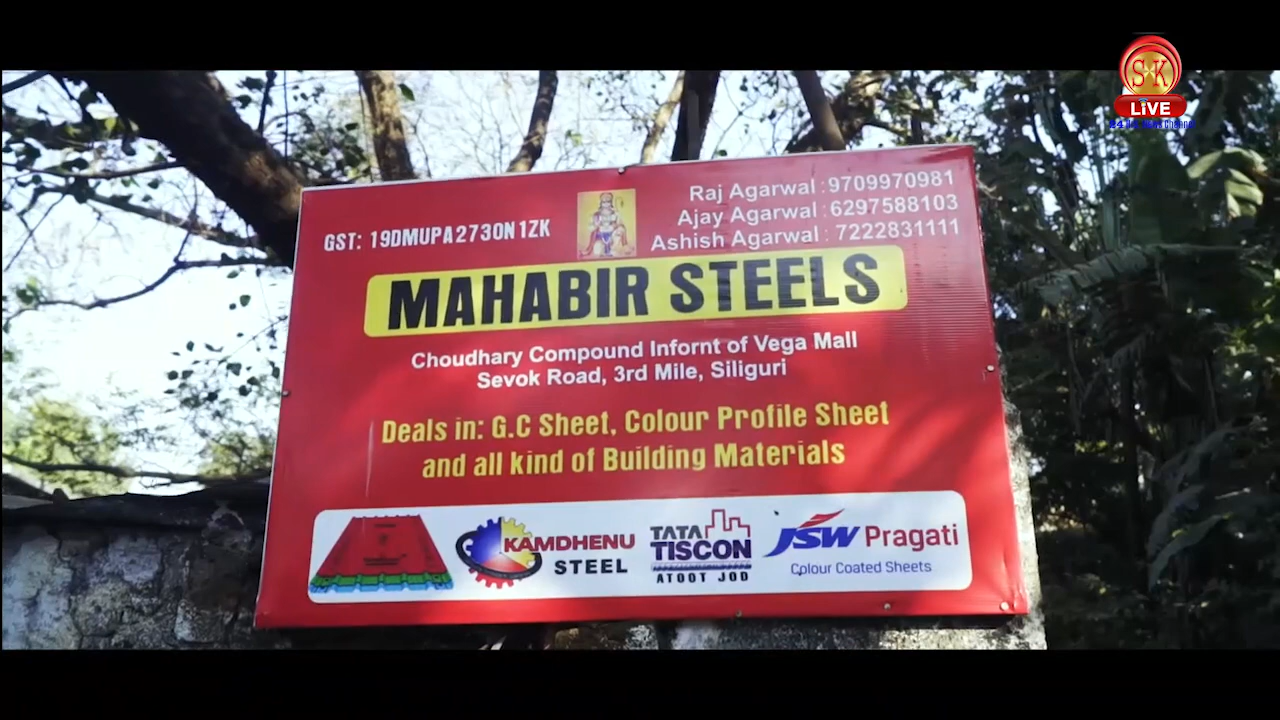 SK
LiVE
GST: 19DMUPA2730N1ZK
Raj Agarwal : 9709970981
Ajay Agarwal : 6297588103
Ashish Agarwal : 7222831111
MAHABIR STEELS
Choudhary Compound Infornt of Vega Mall
Sevok Road, 3rd Mile, Siliguri
Deals in: G.C Sheet, Colour Profile Sheet
and all kind of Building Materials
KAMDHENU
STEEL
TATA
TISCON
ATOOT JOD
JSW Pragati
Colour Coated Sheets